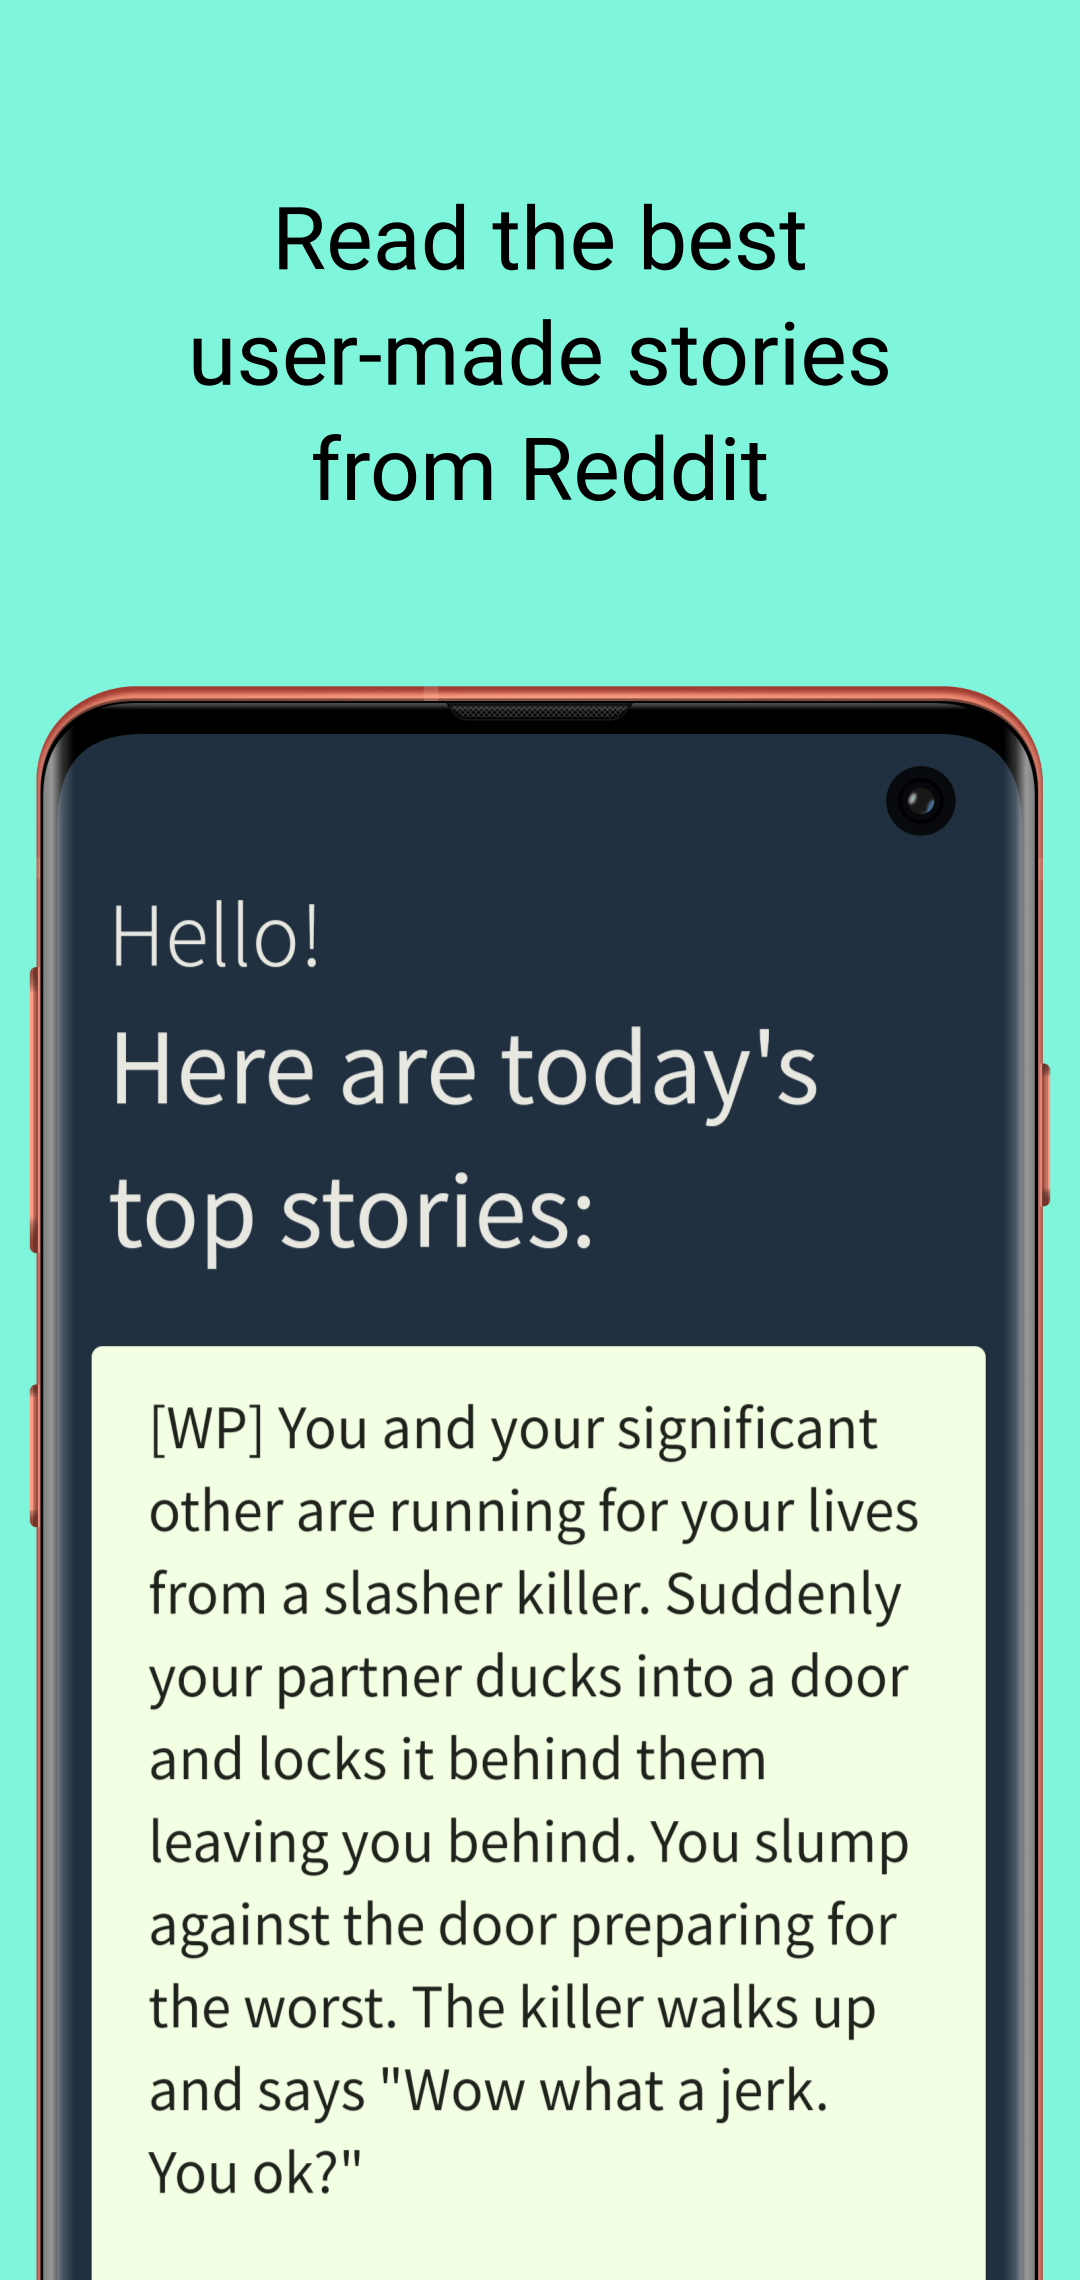 Read the best
user-made stories
from Reddit
Hello!
Here are today's
top stories:
[WP] You and your significant
other are running for your lives
from a slasher killer. Suddenly
your partner ducks into a door
and locks it behind them
leaving you behind. You slump
against the door preparing for
the worst. The killer walks up
and says "Wow what a jerk.
You ok?"